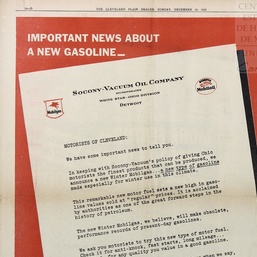 THE CLEVELAND PLAIN DEALER, SUNDAY, DECEMBER
IMPORTANT NEWS ABOUT
A NEW GASOLINE—
SOCONY-VACUUM OIL COMPANY
INCORPORATED
WHITE STAR DIVISION
DETROIT
Mobilgas
Mobiloil
MOTORISTS OF CLEVELAND:
We have some important news to tell you.
In keeping with Socony-Vacuum's policy of giving Ohio
motorists the finest products that can be produced, we
announce a new Winter Mobilgas...a new type of gasoline
made especially for winter use in this climate.
This remarkable new motor fuel sets a new high in gaso-
line values sold at "regular" prices. It is acclaimed
by authorities as one of the great forward steps in the
history of petroleum.
The new Winter Mobilgas, we believe, will make obsolete,
performance records of present-day gasolines.
We ask you motorists to try this new type of motor fuel.
Check it for anti-knock, fast starts, long mileage...
for any quality you value in a good gasoline.
when we say,